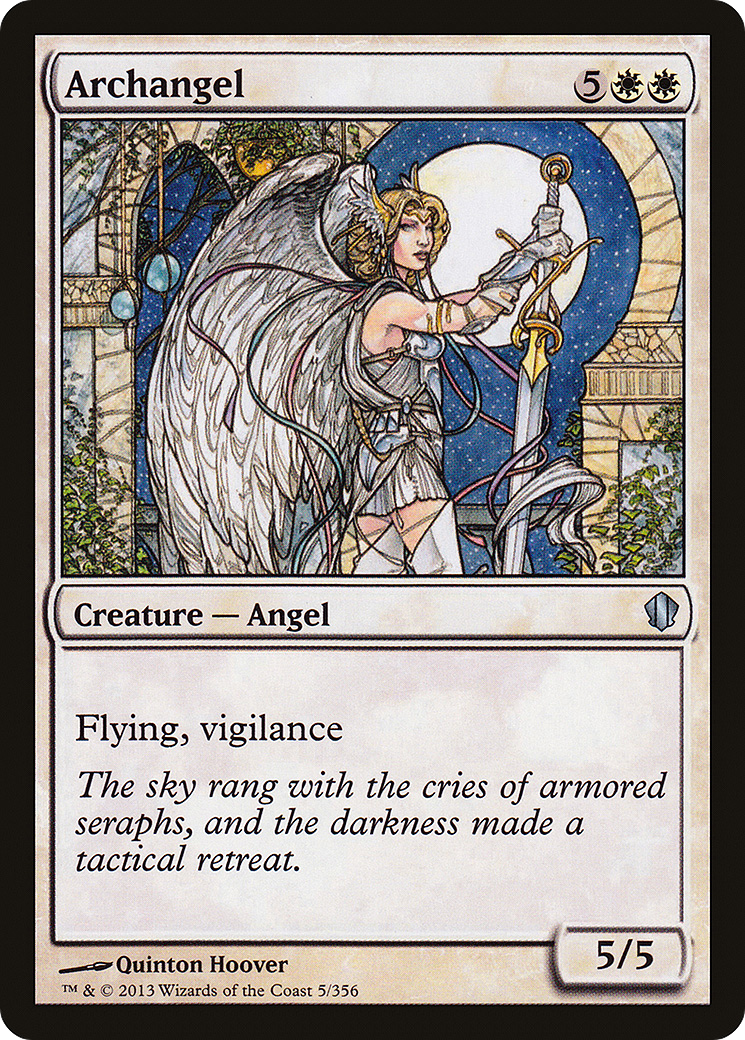 Archangel 5
Creature — Angel
Flying, vigilance
The sky rang with the cries of armored
seraphs, and the darkness made a
tactical retreat.
5/5
Quinton Hoover
™ & © 2013 Wizards of the Coast 5/356